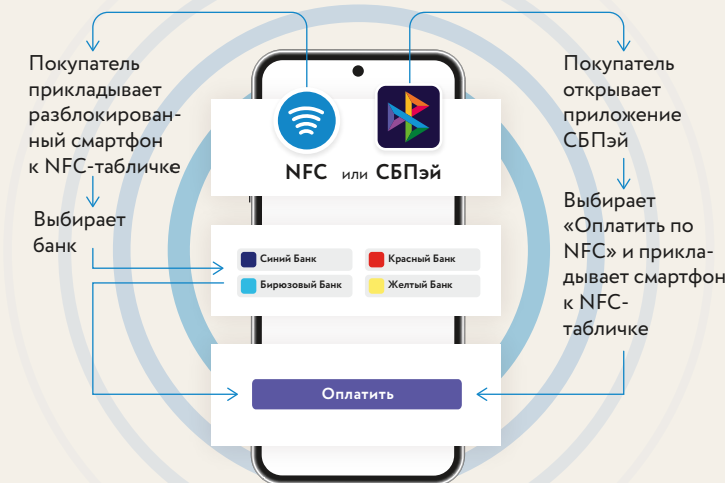 Покупатель
прикладывает
разблокирован-
ный смартфон
к NFC-табличке
Выбирает
банк
NFC или СБПэй
Синий Банк
Красный Банк
Бирюзовый Банк
Желтый Банк
Оплатить
Покупатель
открывает
приложение
СБПэй
Выбирает
«Оплатить по
NFC» и прикла-
дывает смартфон
к NFC-
табличке